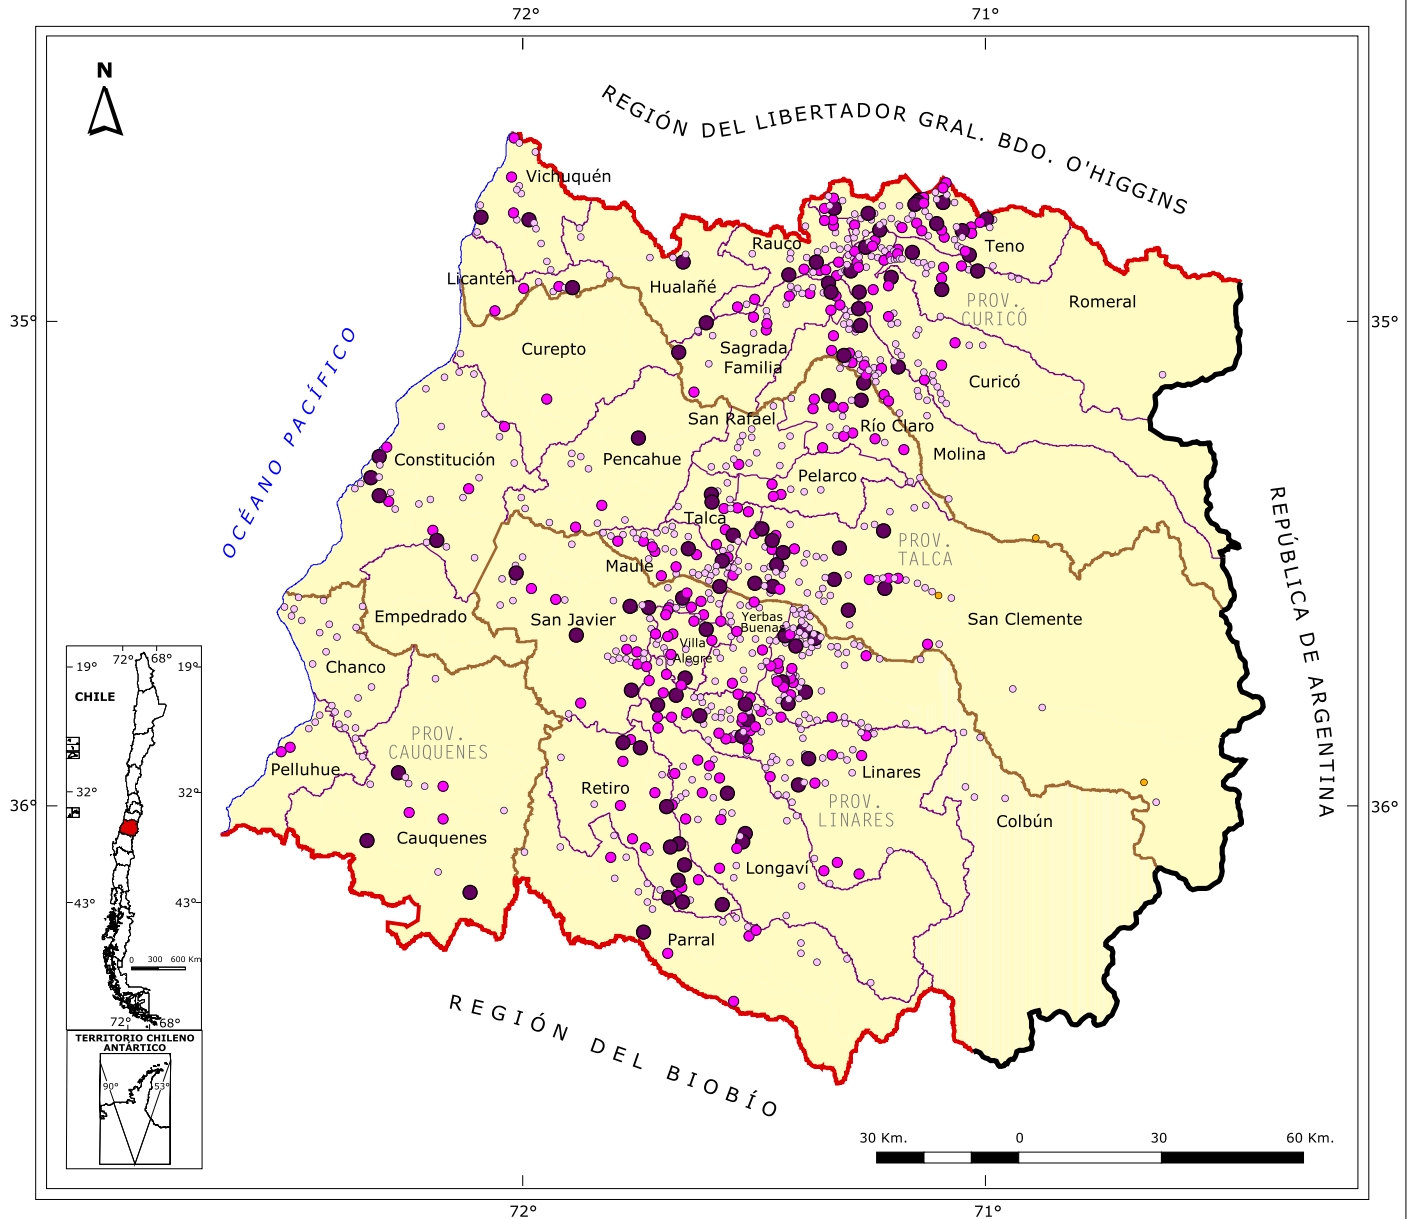 72°
71°
N
REGIÓN DEL LIBERTADOR GRAL. BDO. O'HIGGINS
Vichuquén
Rauco
Teno
Licantén
Hualañé
PROV.
CURICÓ
Romeral
35°
35°
OCÉANO PACÍFICO
Curepto
Sagrada
Familia
Curicó
San Rafael
Río Claro
Constitución
Pencahue
Molina
Pelarco
REPÚBLICA DE ARGENTINA
Talca
PROV.
TALCA
Maule
Empedrado
San Javier
Yerbas
Buenas
San Clemente
Villa
Alegre
Chanco
PROV.
CAUQUENES
Pelluhue
Linares
Retiro
PROV.
LINARES
36°
36°
Colbún
Cauquenes
Longaví
Parral
REGIÓN DEL BIOBÍO
72°
68°
19°
19°
CHILE
32°
32°
43°
43°
0 300 600 Km
72°
68°
TERRITORIO CHILENO
ANTÁRTICO
90°
53°
30 Km.
0
30
60 Km.
72°
71°